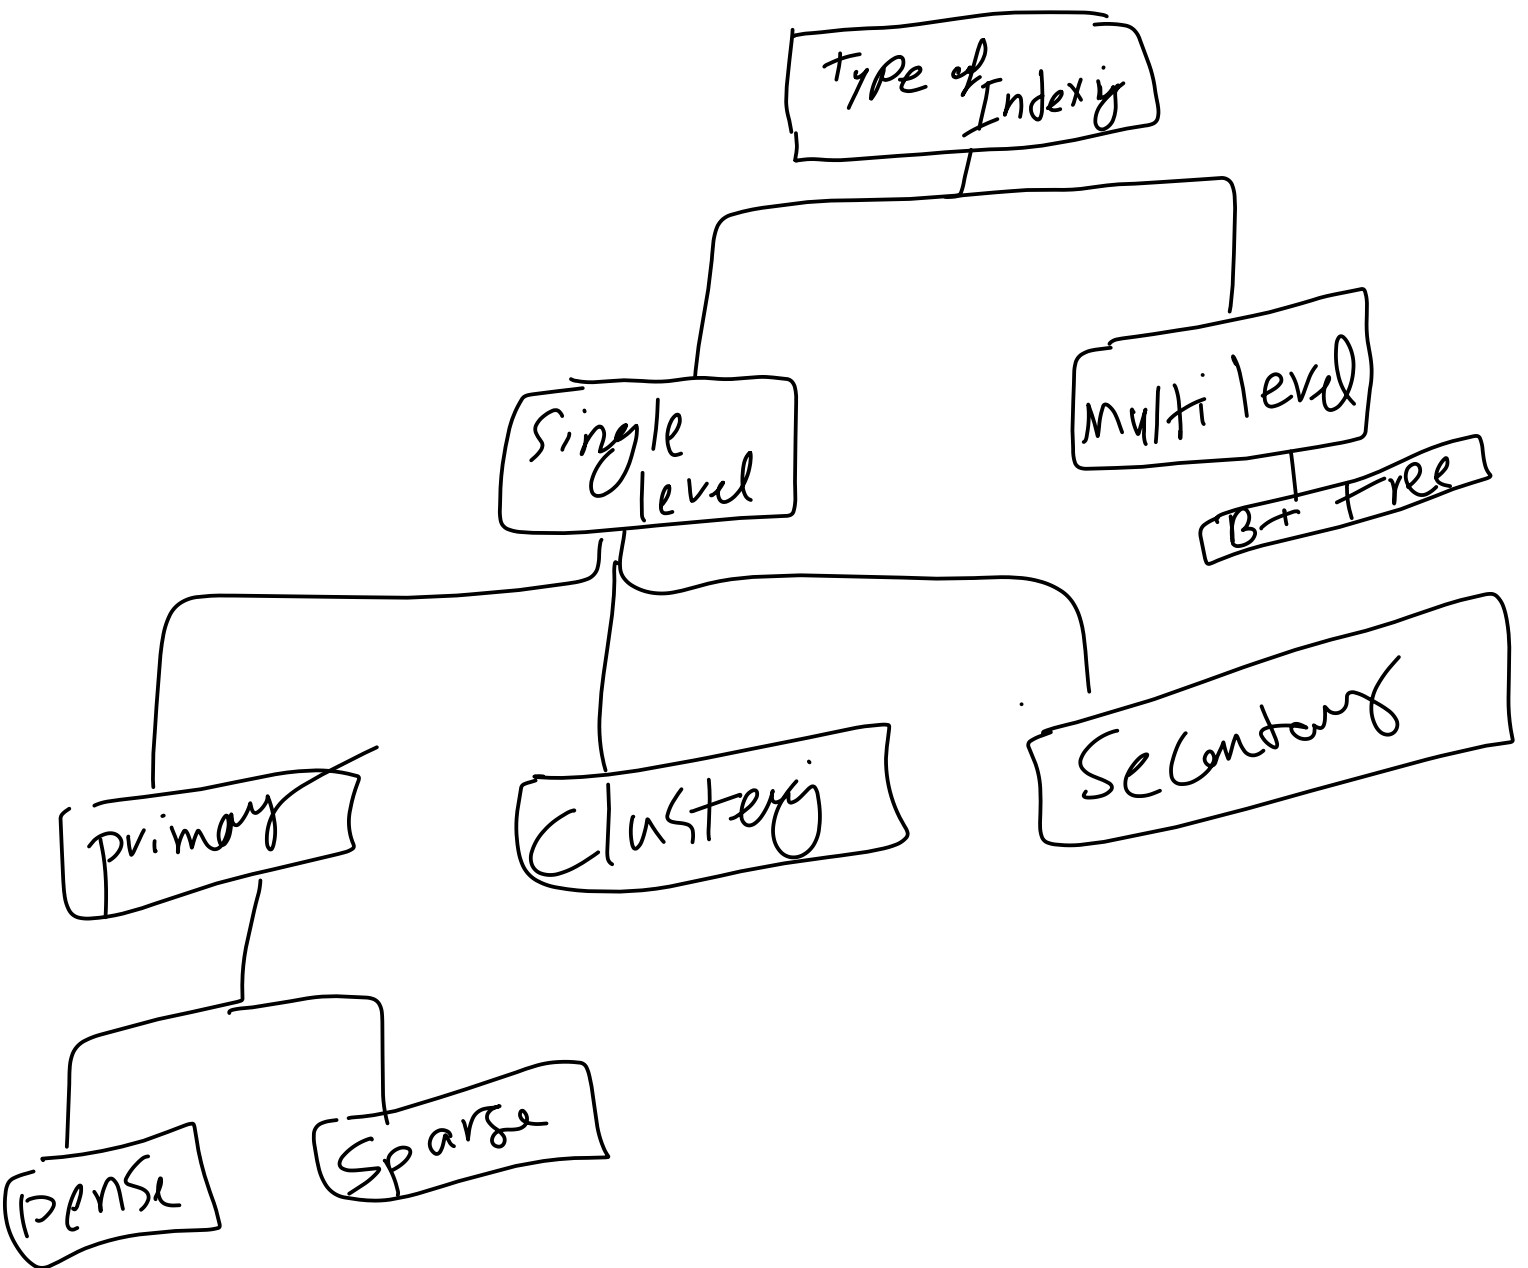 Type of
Indexing
Single
level
Multi level
B+ Tree
primary
Clustering
Secondary
Dense
Sparse